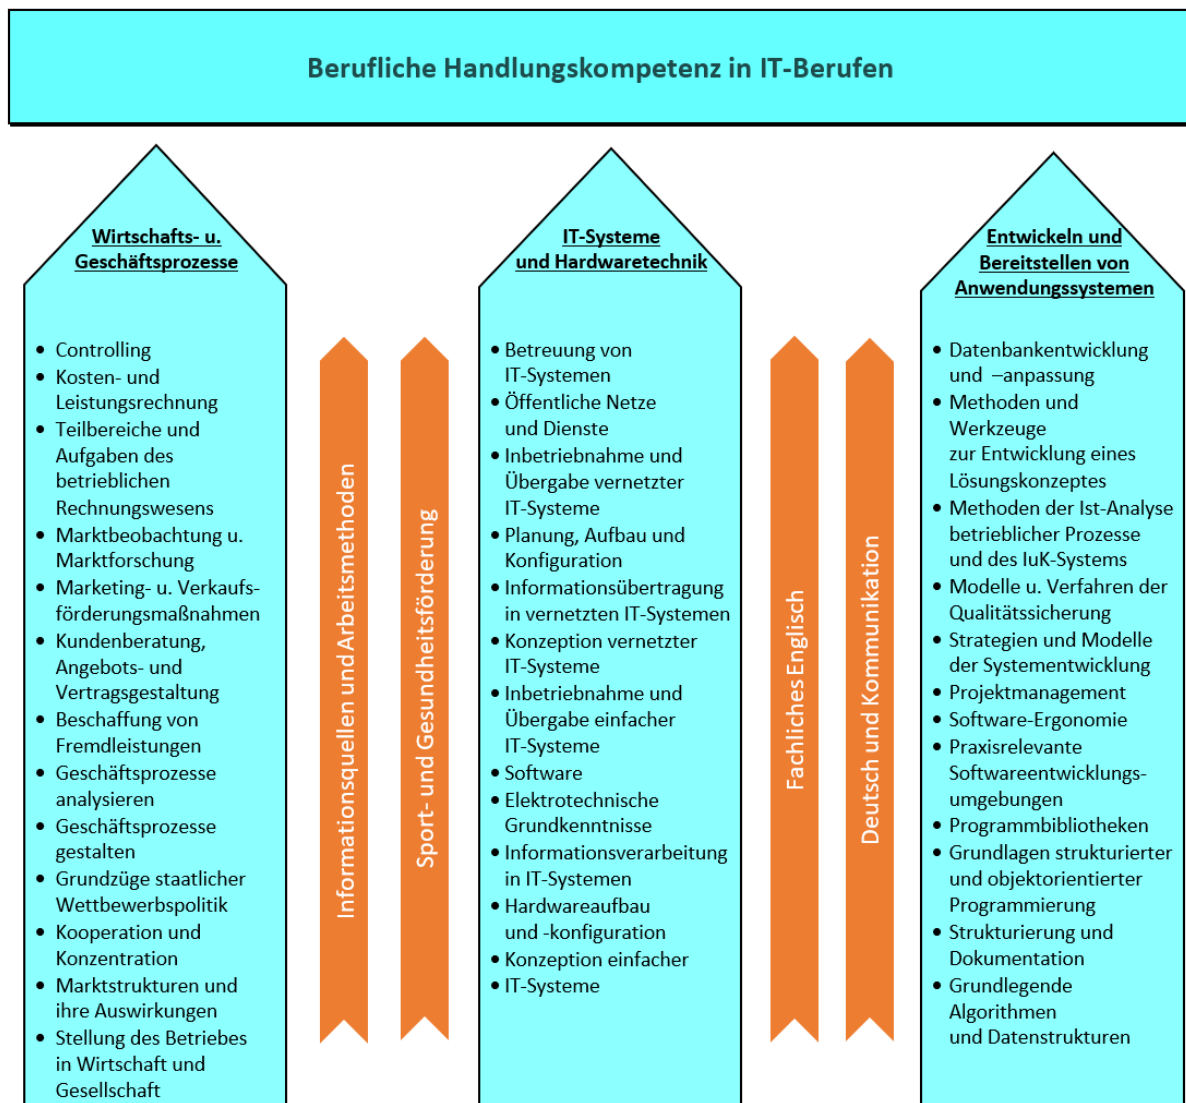 Berufliche Handlungskompetenz in IT-Berufen
Wirtschafts- u.
Geschäftsprozesse
• Controlling
• Kosten- und
Leistungsrechnung
• Teilbereiche und
Aufgaben des
betrieblichen
Rechnungswesens
• Marktbeobachtung u.
Marktforschung
• Marketing- u. Verkaufs-
förderungsmaßnahmen
• Kundenberatung,
Angebots- und
Vertragsgestaltung
• Beschaffung von
Fremdleistungen
• Geschäftsprozesse
analysieren
• Geschäftsprozesse
gestalten
• Grundzüge staatlicher
Wettbewerbspolitik
• Kooperation und
Konzentration
• Marktstrukturen und
ihre Auswirkungen
• Stellung des Betriebes
in Wirtschaft und
Gesellschaft
Informationsquellen und Arbeitsmethoden
Sport- und Gesundheitsförderung
IT-Systeme
und Hardwaretechnik
• Betreuung von
IT-Systemen
• Öffentliche Netze
und Dienste
• Inbetriebnahme und
Übergabe vernetzter
IT-Systeme
• Planung, Aufbau und
Konfiguration
• Informationsübertragung
in vernetzten IT-Systemen
• Konzeption vernetzter
IT-Systeme
• Inbetriebnahme und
Übergabe einfacher
IT-Systeme
• Software
• Elektrotechnische
Grundkenntnisse
• Informationsverarbeitung
in IT-Systemen
• Hardwareaufbau
und -konfiguration
• Konzeption einfacher
• IT-Systeme
Fachliches Englisch
Deutsch und Kommunikation
Entwickeln und
Bereitstellen von
Anwendungssystemen
• Datenbankentwicklung
und –anpassung
• Methoden und
Werkzeuge
zur Entwicklung eines
Lösungskonzeptes
• Methoden der Ist-Analyse
betrieblicher Prozesse
und des IuK-Systems
• Modelle u. Verfahren der
Qualitätssicherung
• Strategien und Modelle
der Systementwicklung
• Projektmanagement
• Software-Ergonomie
• Praxisrelevante
Softwareentwicklungs-
umgebungen
• Programmbibliotheken
• Grundlagen strukturierter
und objektorientierter
Programmierung
• Strukturierung und
Dokumentation
• Grundlegende
Algorithmen
und Datenstrukturen